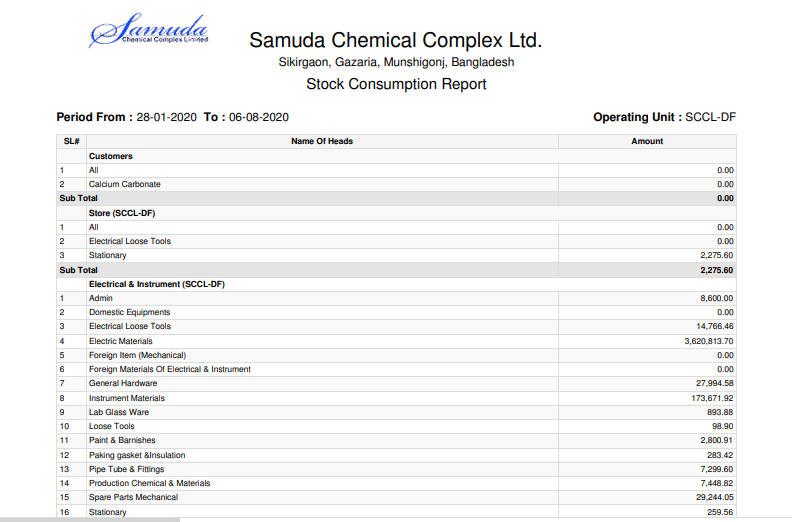 Samuda
Chemical Complex Limited
Samuda Chemical Complex Ltd.
Sikirgaon, Gazaria, Munshigonj, Bangladesh
Stock Consumption Report
Period From : 28-01-2020 To : 06-08-2020 Operating Unit : SCCL-DF
SL# Name Of Heads Amount
Customers
1 All 0.00
2 Calcium Carbonate 0.00
Sub Total 0.00
Store (SCCL-DF)
1 All 0.00
2 Electrical Loose Tools 0.00
3 Stationary 2,275.60
Sub Total 2,275.60
Electrical & Instrument (SCCL-DF)
1 Admin 8,600.00
2 Domestic Equipments 0.00
3 Electrical Loose Tools 14,766.46
4 Electric Materials 3,620,813.70
5 Foreign Item (Mechanical) 0.00
6 Foreign Materials Of Electrical & Instrument 0.00
7 General Hardware 27,994.58
8 Instrument Materials 173,671.92
9 Lab Glass Ware 893.88
10 Loose Tools 98.90
11 Paint & Barnishes 2,800.91
12 Paking gasket &Insulation 283.42
13 Pipe Tube & Fittings 7,299.60
14 Production Chemical & Materials 7,448.82
15 Spare Parts Mechanical 29,244.05
16 Stationary 259.56